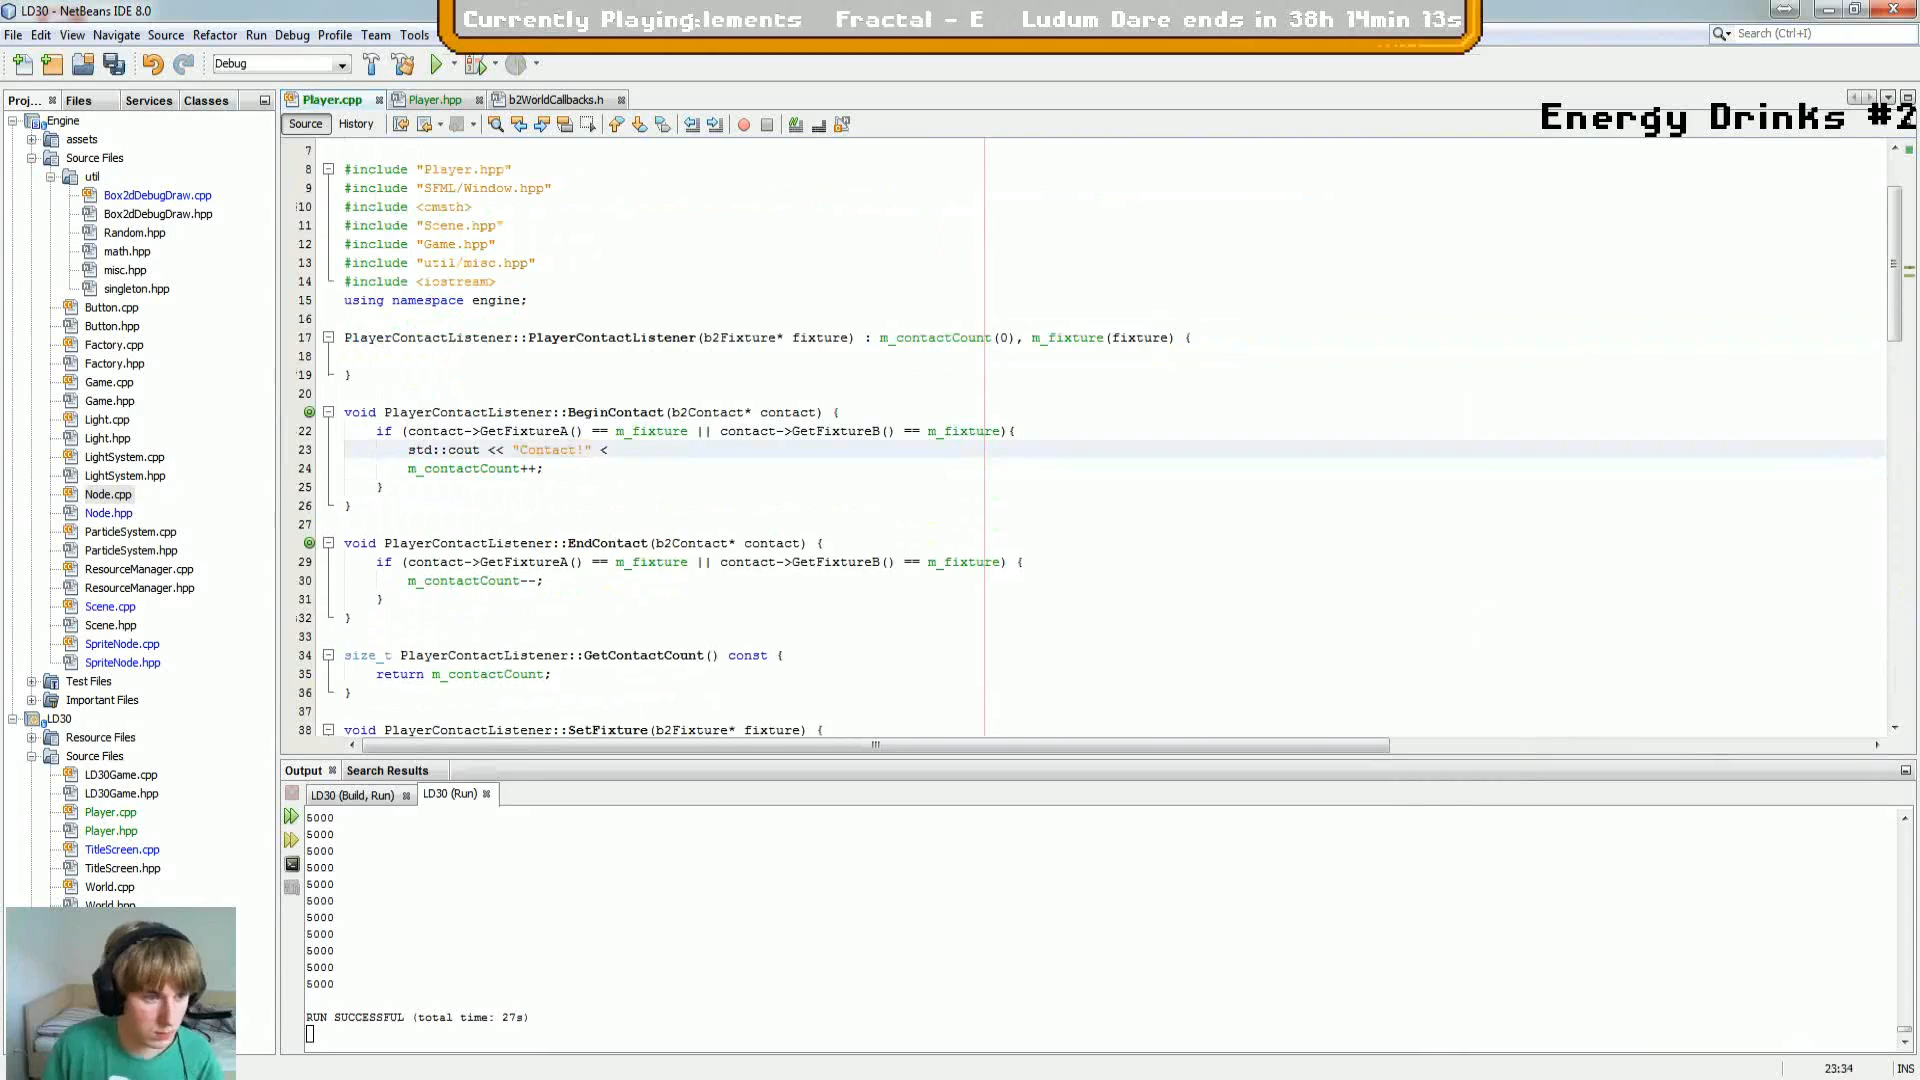 LD30 - NetBeans IDE 8.0
Currently Playing:lements Fractal - E Ludum Dare ends in 38h 14min 13s
File Edit View Navigate Source Refactor Run Debug Profile Team Tools
Search (Ctrl+I)
Debug
Proj... Files Services Classes
Player.cpp Player.hpp b2WorldCallbacks.h
Energy Drinks #2
Source History
Engine
assets
Source Files
util
Box2dDebugDraw.cpp
Box2dDebugDraw.hpp
Random.hpp
math.hpp
misc.hpp
singleton.hpp
Button.cpp
Button.hpp
Factory.cpp
Factory.hpp
Game.cpp
Game.hpp
Light.cpp
Light.hpp
LightSystem.cpp
LightSystem.hpp
Node.cpp
Node.hpp
ParticleSystem.cpp
ParticleSystem.hpp
ResourceManager.cpp
ResourceManager.hpp
Scene.cpp
Scene.hpp
SpriteNode.cpp
SpriteNode.hpp
Test Files
Important Files
LD30
Resource Files
Source Files
LD30Game.cpp
LD30Game.hpp
Player.cpp
Player.hpp
TitleScreen.cpp
TitleScreen.hpp
World.cpp
World.hpp
7
8 #include "Player.hpp"
9 #include "SFML/Window.hpp"
10 #include <cmath>
11 #include "Scene.hpp"
12 #include "Game.hpp"
13 #include "util/misc.hpp"
14 #include <iostream>
15 using namespace engine;
16
17 PlayerContactListener::PlayerContactListener(b2Fixture* fixture) : m_contactCount(0), m_fixture(fixture) {
18
19 }
20
void PlayerContactListener::BeginContact(b2Contact* contact) {
22 if (contact->GetFixtureA() == m_fixture || contact->GetFixtureB() == m_fixture){
23 std::cout << "Contact!" <
24 m_contactCount++;
25 }
26 }
27
void PlayerContactListener::EndContact(b2Contact* contact) {
29 if (contact->GetFixtureA() == m_fixture || contact->GetFixtureB() == m_fixture) {
30 m_contactCount--;
31 }
32 }
33
34 size_t PlayerContactListener::GetContactCount() const {
35 return m_contactCount;
36 }
37
38 void PlayerContactListener::SetFixture(b2Fixture* fixture) {
Output Search Results
LD30 (Build, Run) LD30 (Run)
5000
5000
5000
5000
5000
5000
5000
5000
5000
5000
5000
RUN SUCCESSFUL (total time: 27s)
23:34 INS